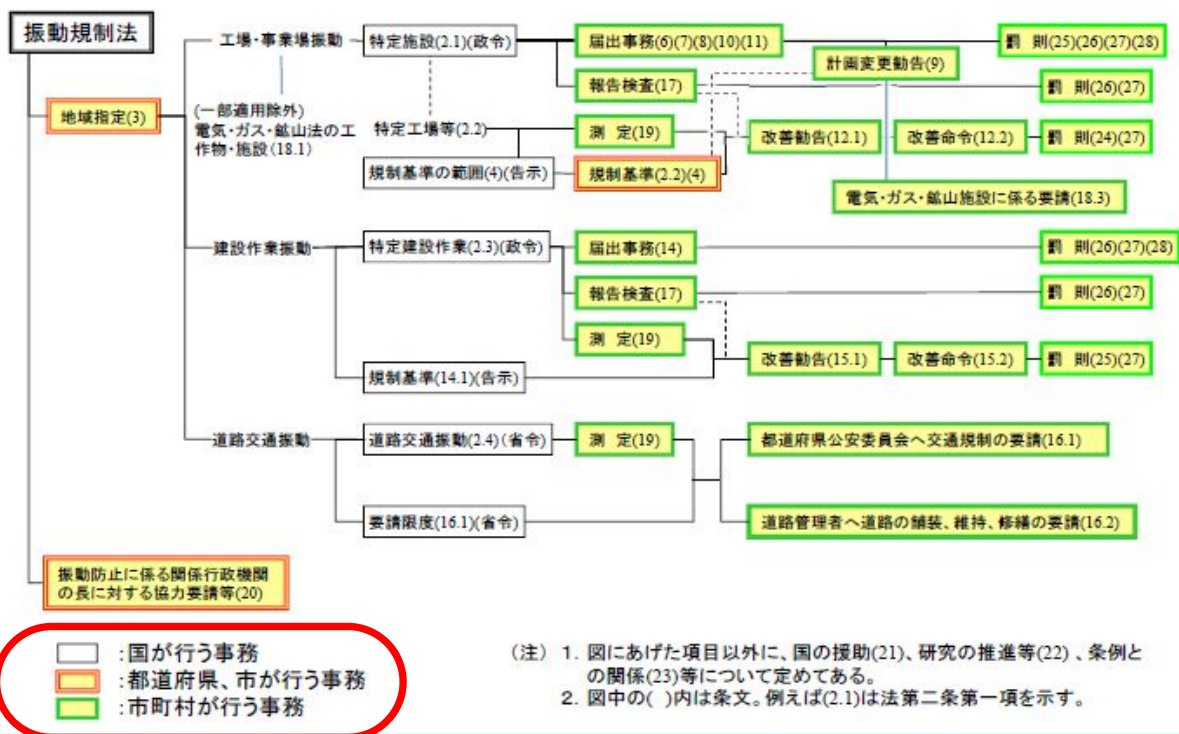 振動規制法
工場・事業場振動
特定施設(2.1)(政令)
届出事務(6)(7)(8)(10)(11)
罰 則(25)(26)(27)(28)
計画変更勧告(9)
報告検査(17)
罰 則(26)(27)
地域指定(3)
(一部適用除外)
電気・ガス・鉱山法の工
作物・施設(18.1)
特定工場等(2.2)
測 定(19)
改善勧告(12.1)
改善命令(12.2)
罰 則(24)(27)
規制基準の範囲(4)(告示)
規制基準(2.2)(4)
電気・ガス・鉱山施設に係る要請(18.3)
建設作業振動
特定建設作業(2.3)(政令)
届出事務(14)
罰 則(26)(27)(28)
報告検査(17)
罰 則(26)(27)
測 定(19)
改善勧告(15.1)
改善命令(15.2)
罰 則(25)(27)
規制基準(14.1)(告示)
道路交通振動
道路交通振動(2.4)(省令)
測 定(19)
都道府県公安委員会へ交通規制の要請(16.1)
要請限度(16.1)(省令)
道路管理者へ道路の舗装、維持、修繕の要請(16.2)
振動防止に係る関係行政機関
の長に対する協力要請等(20)
:国が行う事務
:都道府県、市が行う事務
:市町村が行う事務
(注) 1. 図にあげた項目以外に、国の援助(21)、研究の推進等(22) 、条例と
の関係(23)等について定めてある。
2. 図中の( )内は条文。例えば(2.1)は法第二条第一項を示す。